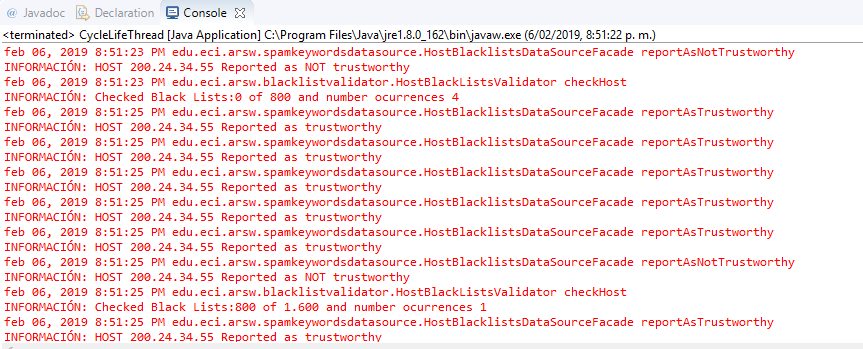 @ Javadoc Declaration Console
<terminated> CycleLifeThread [Java Application] C:\Program Files\Java\jre1.8.0_162\bin\javaw.exe (6/02/2019, 8:51:22 p. m.)
feb 06, 2019 8:51:23 PM edu.eci.arsw.spamkeywordsdatasource.HostBlacklistsDataSourceFacade reportAsNotTrustworthy
INFORMACIÓN: HOST 200.24.34.55 Reported as NOT trustworthy
feb 06, 2019 8:51:23 PM edu.eci.arsw.blacklistvalidator.HostBlackListsValidator checkHost
INFORMACIÓN: Checked Black Lists:0 of 800 and number ocurrences 4
feb 06, 2019 8:51:25 PM edu.eci.arsw.spamkeywordsdatasource.HostBlacklistsDataSourceFacade reportAsTrustworthy
INFORMACIÓN: HOST 200.24.34.55 Reported as trustworthy
feb 06, 2019 8:51:25 PM edu.eci.arsw.spamkeywordsdatasource.HostBlacklistsDataSourceFacade reportAsTrustworthy
INFORMACIÓN: HOST 200.24.34.55 Reported as trustworthy
feb 06, 2019 8:51:25 PM edu.eci.arsw.spamkeywordsdatasource.HostBlacklistsDataSourceFacade reportAsTrustworthy
INFORMACIÓN: HOST 200.24.34.55 Reported as trustworthy
feb 06, 2019 8:51:25 PM edu.eci.arsw.spamkeywordsdatasource.HostBlacklistsDataSourceFacade reportAsTrustworthy
INFORMACIÓN: HOST 200.24.34.55 Reported as trustworthy
feb 06, 2019 8:51:25 PM edu.eci.arsw.spamkeywordsdatasource.HostBlacklistsDataSourceFacade reportAsTrustworthy
INFORMACIÓN: HOST 200.24.34.55 Reported as trustworthy
feb 06, 2019 8:51:25 PM edu.eci.arsw.spamkeywordsdatasource.HostBlacklistsDataSourceFacade reportAsNotTrustworthy
INFORMACIÓN: HOST 200.24.34.55 Reported as NOT trustworthy
feb 06, 2019 8:51:25 PM edu.eci.arsw.blacklistvalidator.HostBlackListsValidator checkHost
INFORMACIÓN: Checked Black Lists:800 of 1.600 and number ocurrences 1
feb 06, 2019 8:51:25 PM edu.eci.arsw.spamkeywordsdatasource.HostBlacklistsDataSourceFacade reportAsTrustworthy
INFORMACIÓN: HOST 200.24.34.55 Reported as trustworthy